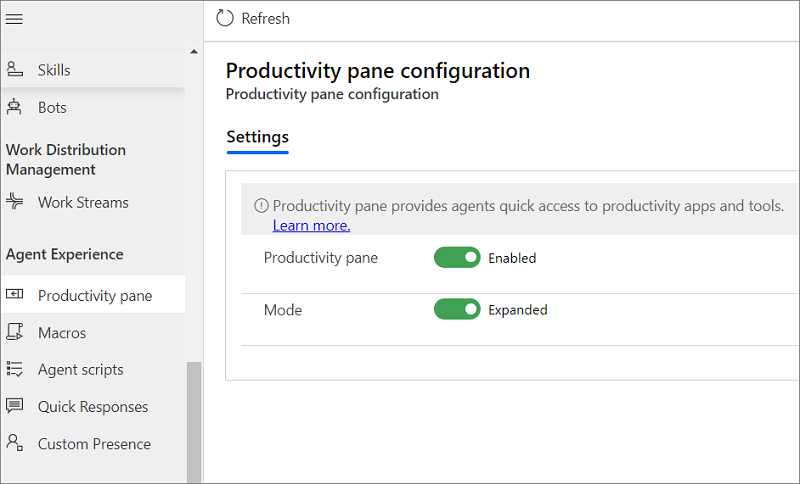 Refresh
Skills
Bots
Work Distribution
Management
Work Streams
Agent Experience
Productivity pane
Macros
Agent scripts
Quick Responses
Custom Presence
Productivity pane configuration
Productivity pane configuration
Settings
Productivity pane provides agents quick access to productivity apps and tools.
Learn more.
Productivity pane Enabled
Mode Expanded